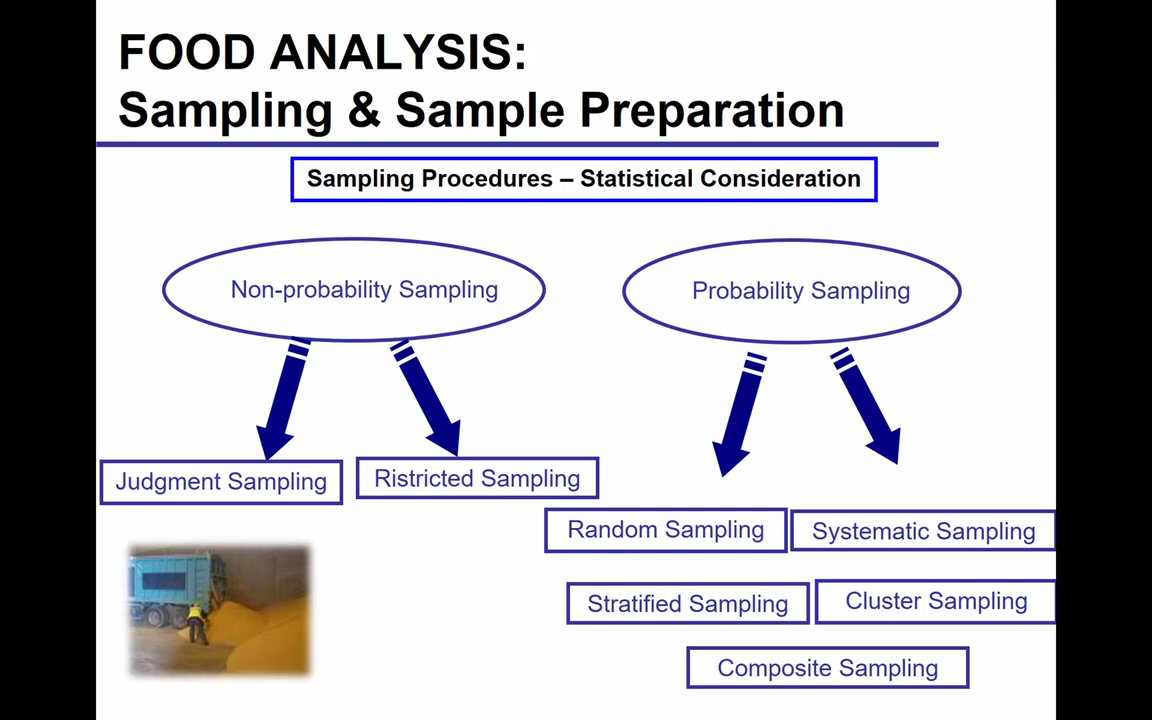 FOOD ANALYSIS:
Sampling & Sample Preparation
Sampling Procedures – Statistical Consideration
Non-probability Sampling
Probability Sampling
Judgment Sampling
Ristricted Sampling
Random Sampling
Systematic Sampling
Stratified Sampling
Cluster Sampling
Composite Sampling